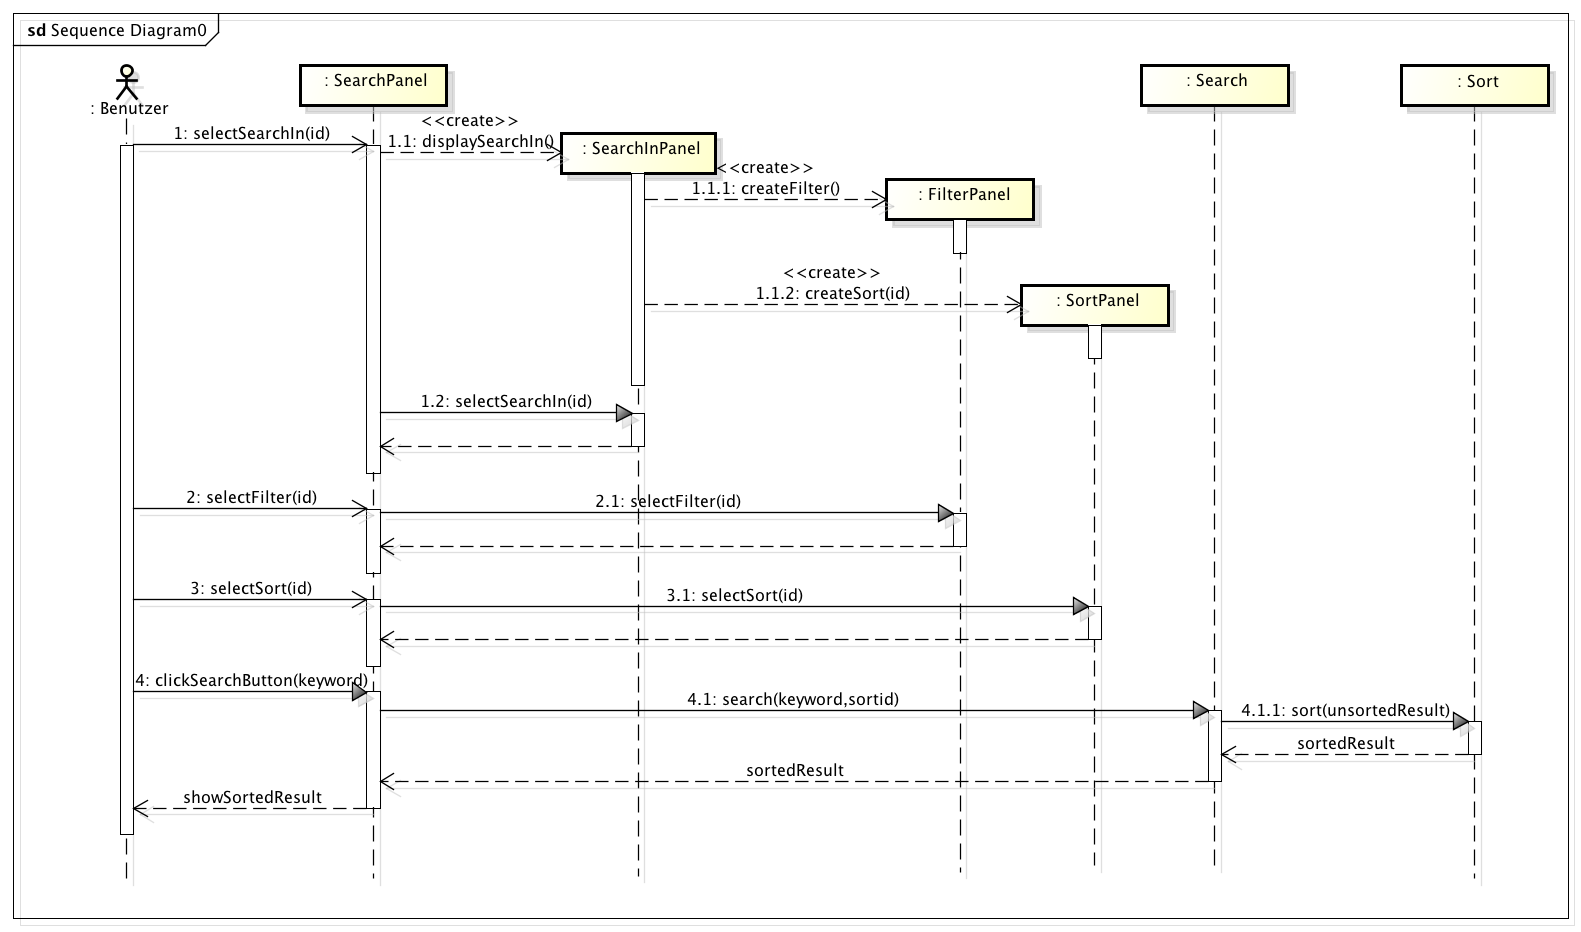 sd Sequence Diagram0
: Benutzer
: SearchPanel
: Search
: Sort
1: selectSearchIn(id)
<<create>>
1.1: displaySearchIn()
: SearchInPanel
<<create>>
1.1.1: createFilter()
: FilterPanel
<<create>>
1.1.2: createSort(id)
: SortPanel
1.2: selectSearchIn(id)
2: selectFilter(id)
2.1: selectFilter(id)
3: selectSort(id)
3.1: selectSort(id)
4: clickSearchButton(keyword)
4.1: search(keyword,sortid)
4.1.1: sort(unsortedResult)
sortedResult
sortedResult
showSortedResult